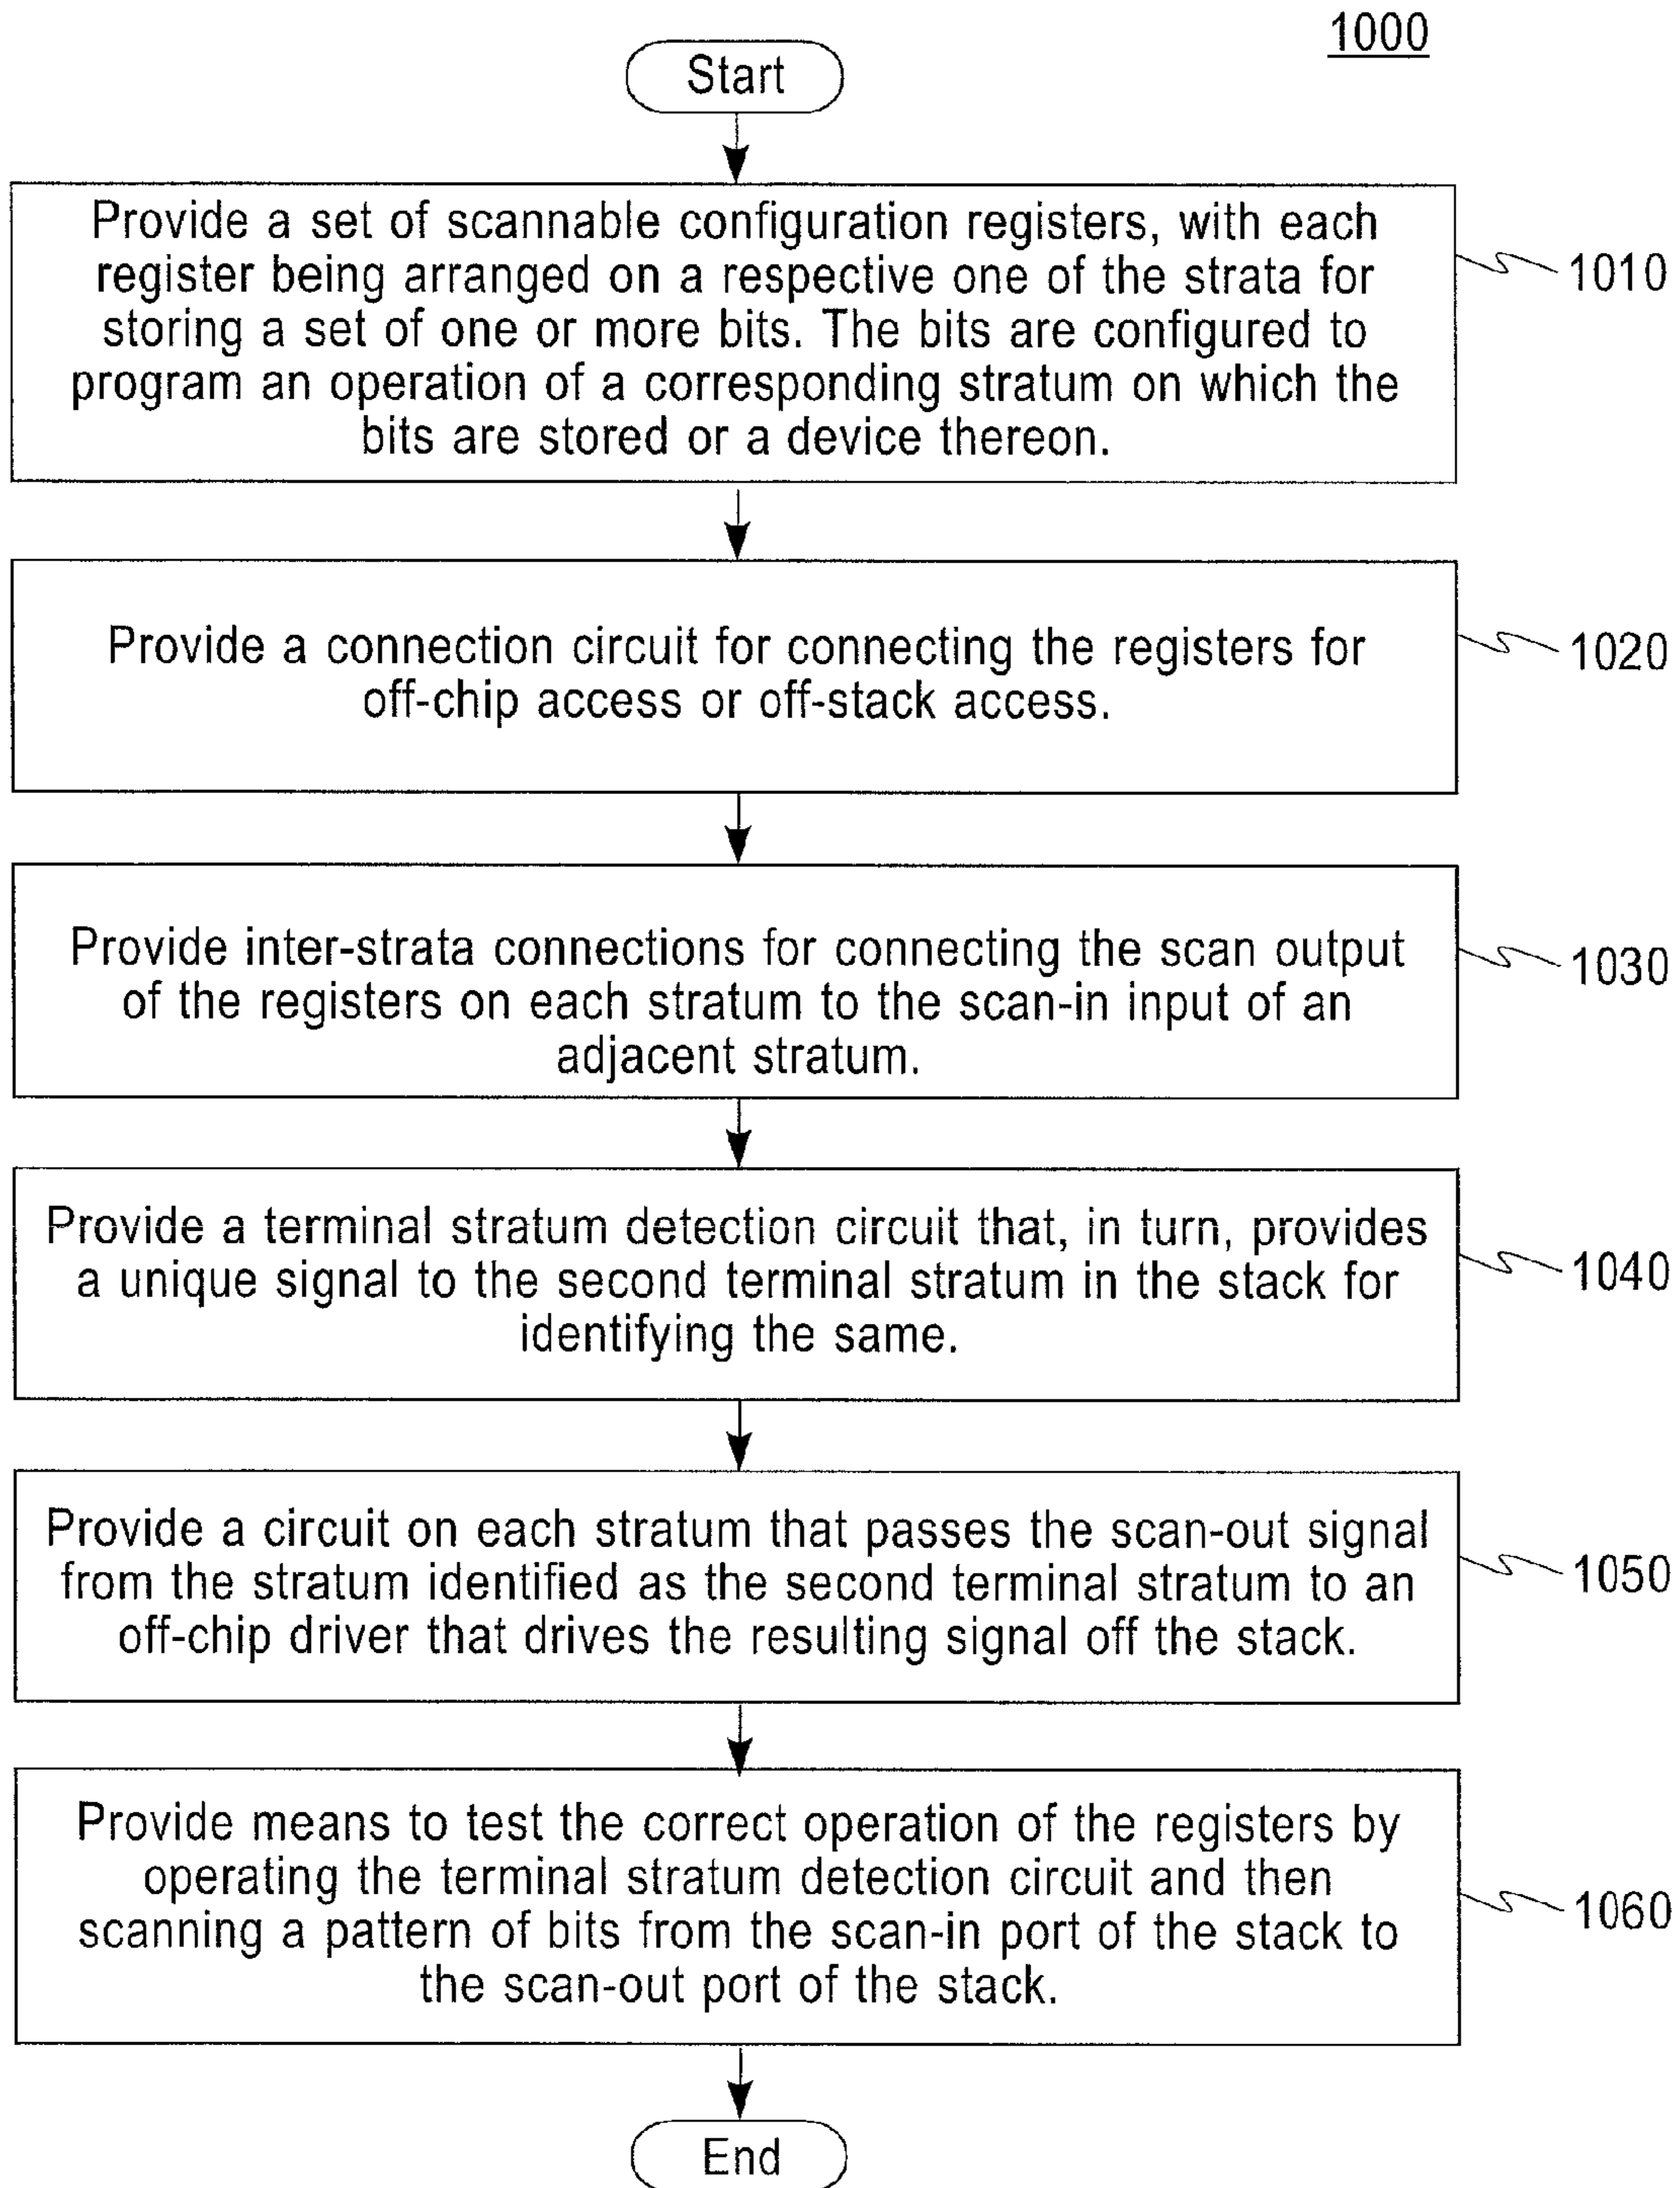 1000
Start
Provide a set of scannable configuration registers, with each
register being arranged on a respective one of the strata for
storing a set of one or more bits. The bits are configured to
program an operation of a corresponding stratum on which the
bits are stored or a device thereon.
1010
Provide a connection circuit for connecting the registers for
off-chip access or off-stack access.
1020
Provide inter-strata connections for connecting the scan output
of the registers on each stratum to the scan-in input of an
adjacent stratum.
1030
Provide a terminal stratum detection circuit that, in turn, provides
a unique signal to the second terminal stratum in the stack for
identifying the same.
1040
Provide a circuit on each stratum that passes the scan-out signal
from the stratum identified as the second terminal stratum to an
off-chip driver that drives the resulting signal off the stack.
1050
Provide means to test the correct operation of the registers by
operating the terminal stratum detection circuit and then
scanning a pattern of bits from the scan-in port of the stack to
the scan-out port of the stack.
1060
End